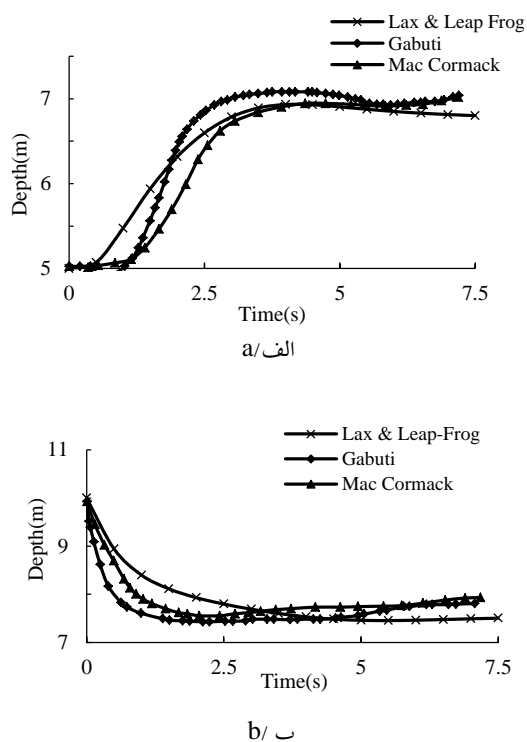 Lax & Leap Frog
Gabuti
Mac Cormack
7
6
5
Depth(m)
0 2.5 5 7.5
Time(s)
a/الف
Lax & Leap-Frog
Gabuti
Mac Cormack
11
9
7
Depth(m)
0 2.5 5 7.5
Time(s)
b/ ب